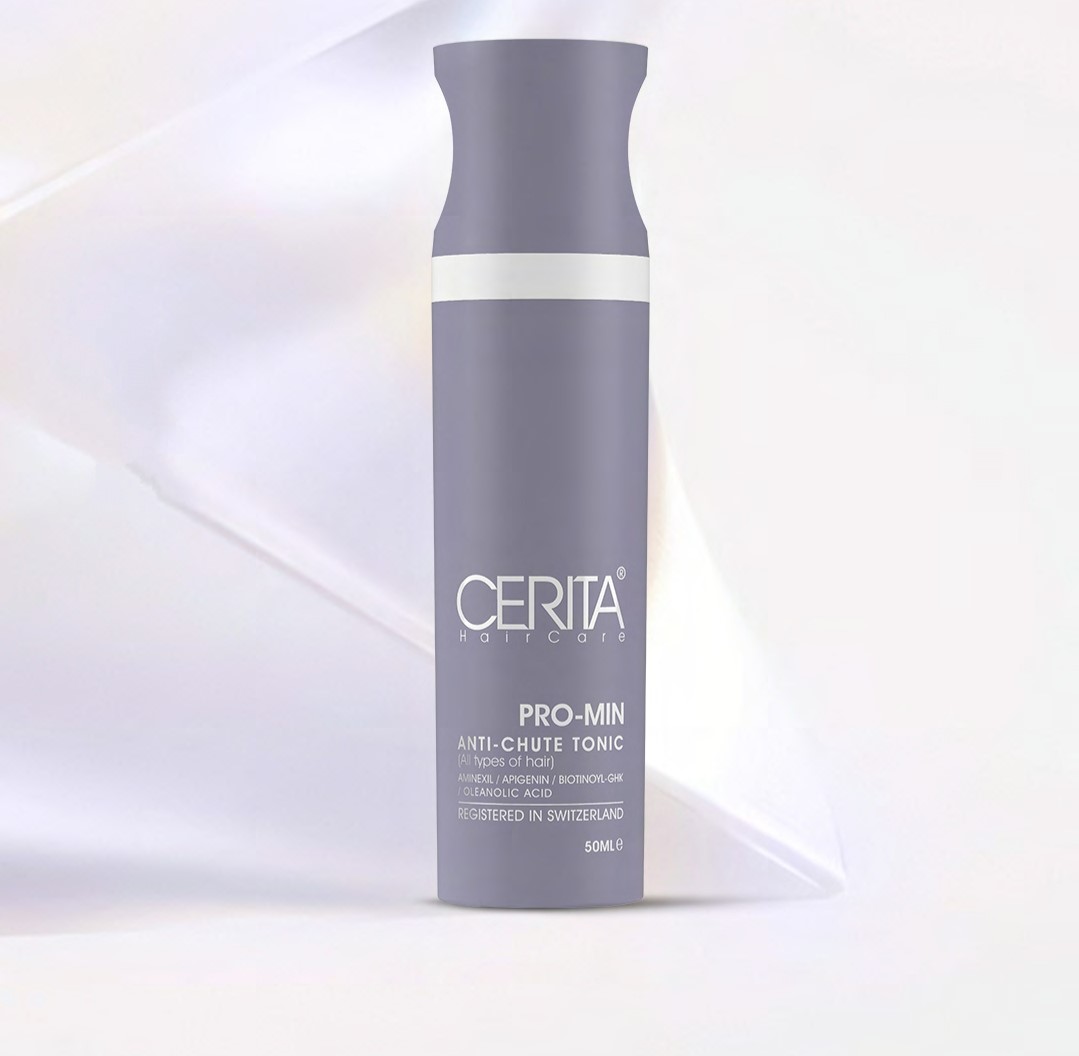 CERITA®
HairCare
PRO-MIN
ANTI-CHUTE TONIC
(All types of hair)
AMINEXIL / APIGENIN / BIOTINOYL-GHK
/ OLEANOLIC ACID
REGISTERED IN SWITZERLAND
50ML℮